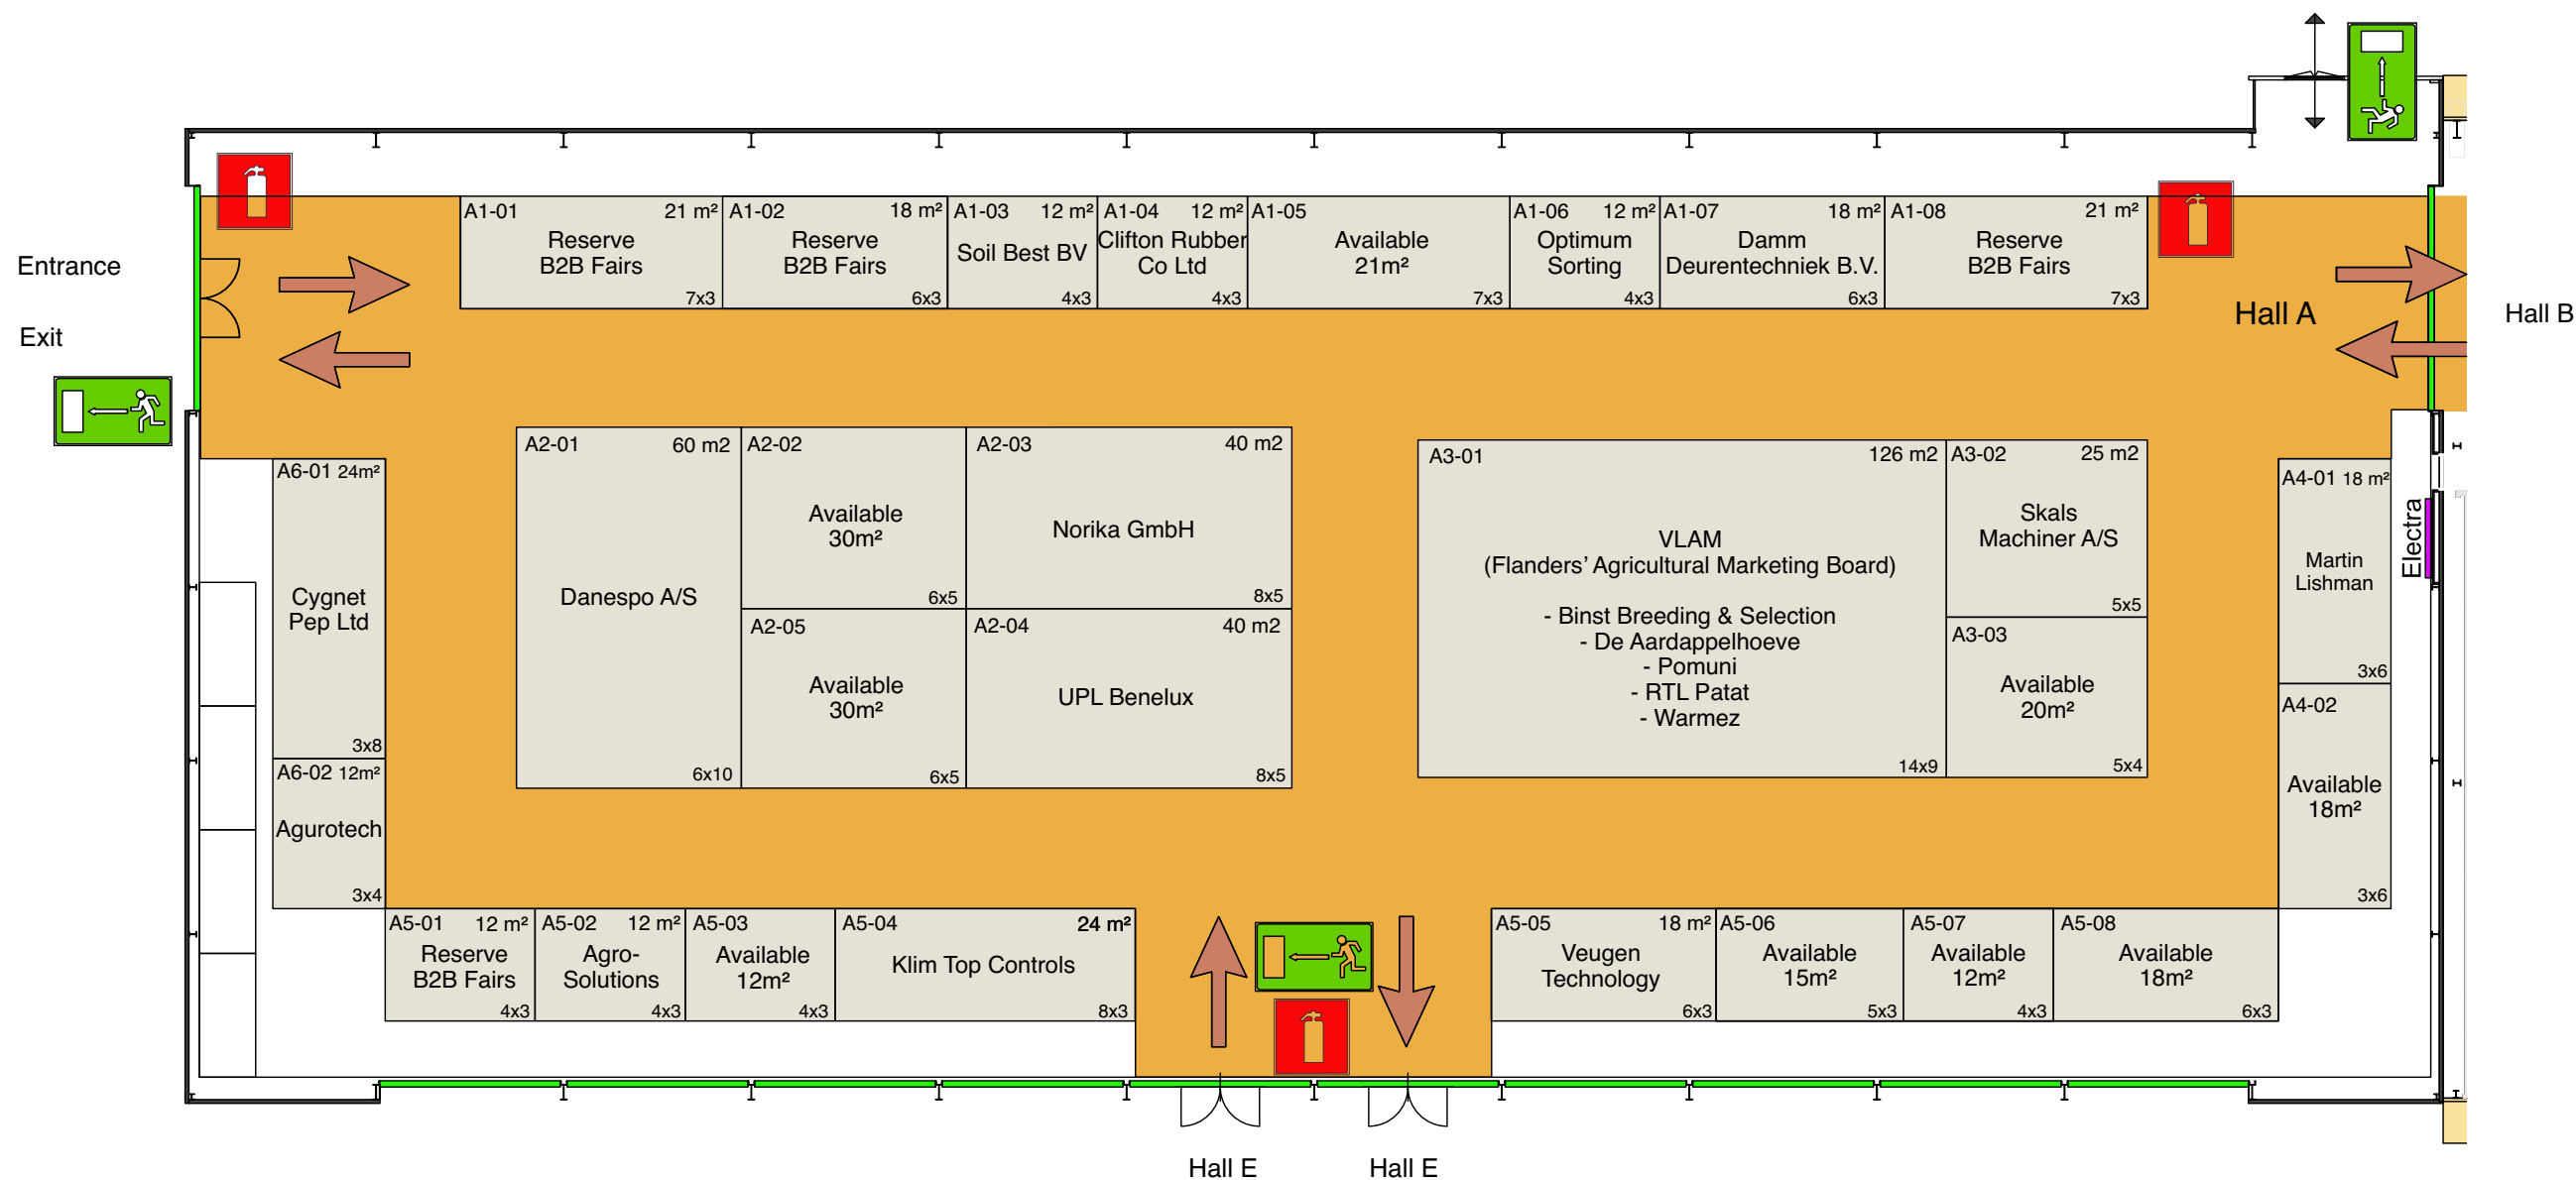 Entrance
Exit
A1-01 21 m²
Reserve
B2B Fairs
7x3
A1-02 18 m²
Reserve
B2B Fairs
6x3
A1-03 12 m²
Soil Best BV
4x3
A1-04 12 m²
Clifton Rubber
Co Ltd
4x3
A1-05
Available
21m²
7x3
A1-06 12 m²
Optimum
Sorting
4x3
A1-07 18 m²
Damm
Deurentechniek B.V.
6x3
A1-08 21 m²
Reserve
B2B Fairs
7x3
Hall A
Hall B
A6-01 24m²
Cygnet
Pep Ltd
3x8
A6-02 12m²
Agurotech
3x4
A2-01 60 m2
Danespo A/S
6x10
A2-02
Available
30m²
6x5
A2-03 40 m2
Norika GmbH
8x5
A2-05
Available
30m²
6x5
A2-04 40 m2
UPL Benelux
8x5
A3-01 126 m2
VLAM
(Flanders’ Agricultural Marketing Board)
- Binst Breeding & Selection
- De Aardappelhoeve
- Pomuni
- RTL Patat
- Warmez
14x9
A3-02 25 m2
Skals
Machiner A/S
5x5
A3-03
Available
20m²
5x4
A4-01 18 m²
Martin
Lishman
3x6
A4-02
Available
18m²
3x6
Electra
A5-01 12 m²
Reserve
B2B Fairs
4x3
A5-02 12 m²
Agro-
Solutions
4x3
A5-03
Available
12m²
4x3
A5-04 24 m²
Klim Top Controls
8x3
A5-05 18 m²
Veugen
Technology
6x3
A5-06
Available
15m²
5x3
A5-07
Available
12m²
4x3
A5-08
Available
18m²
6x3
Hall E
Hall E